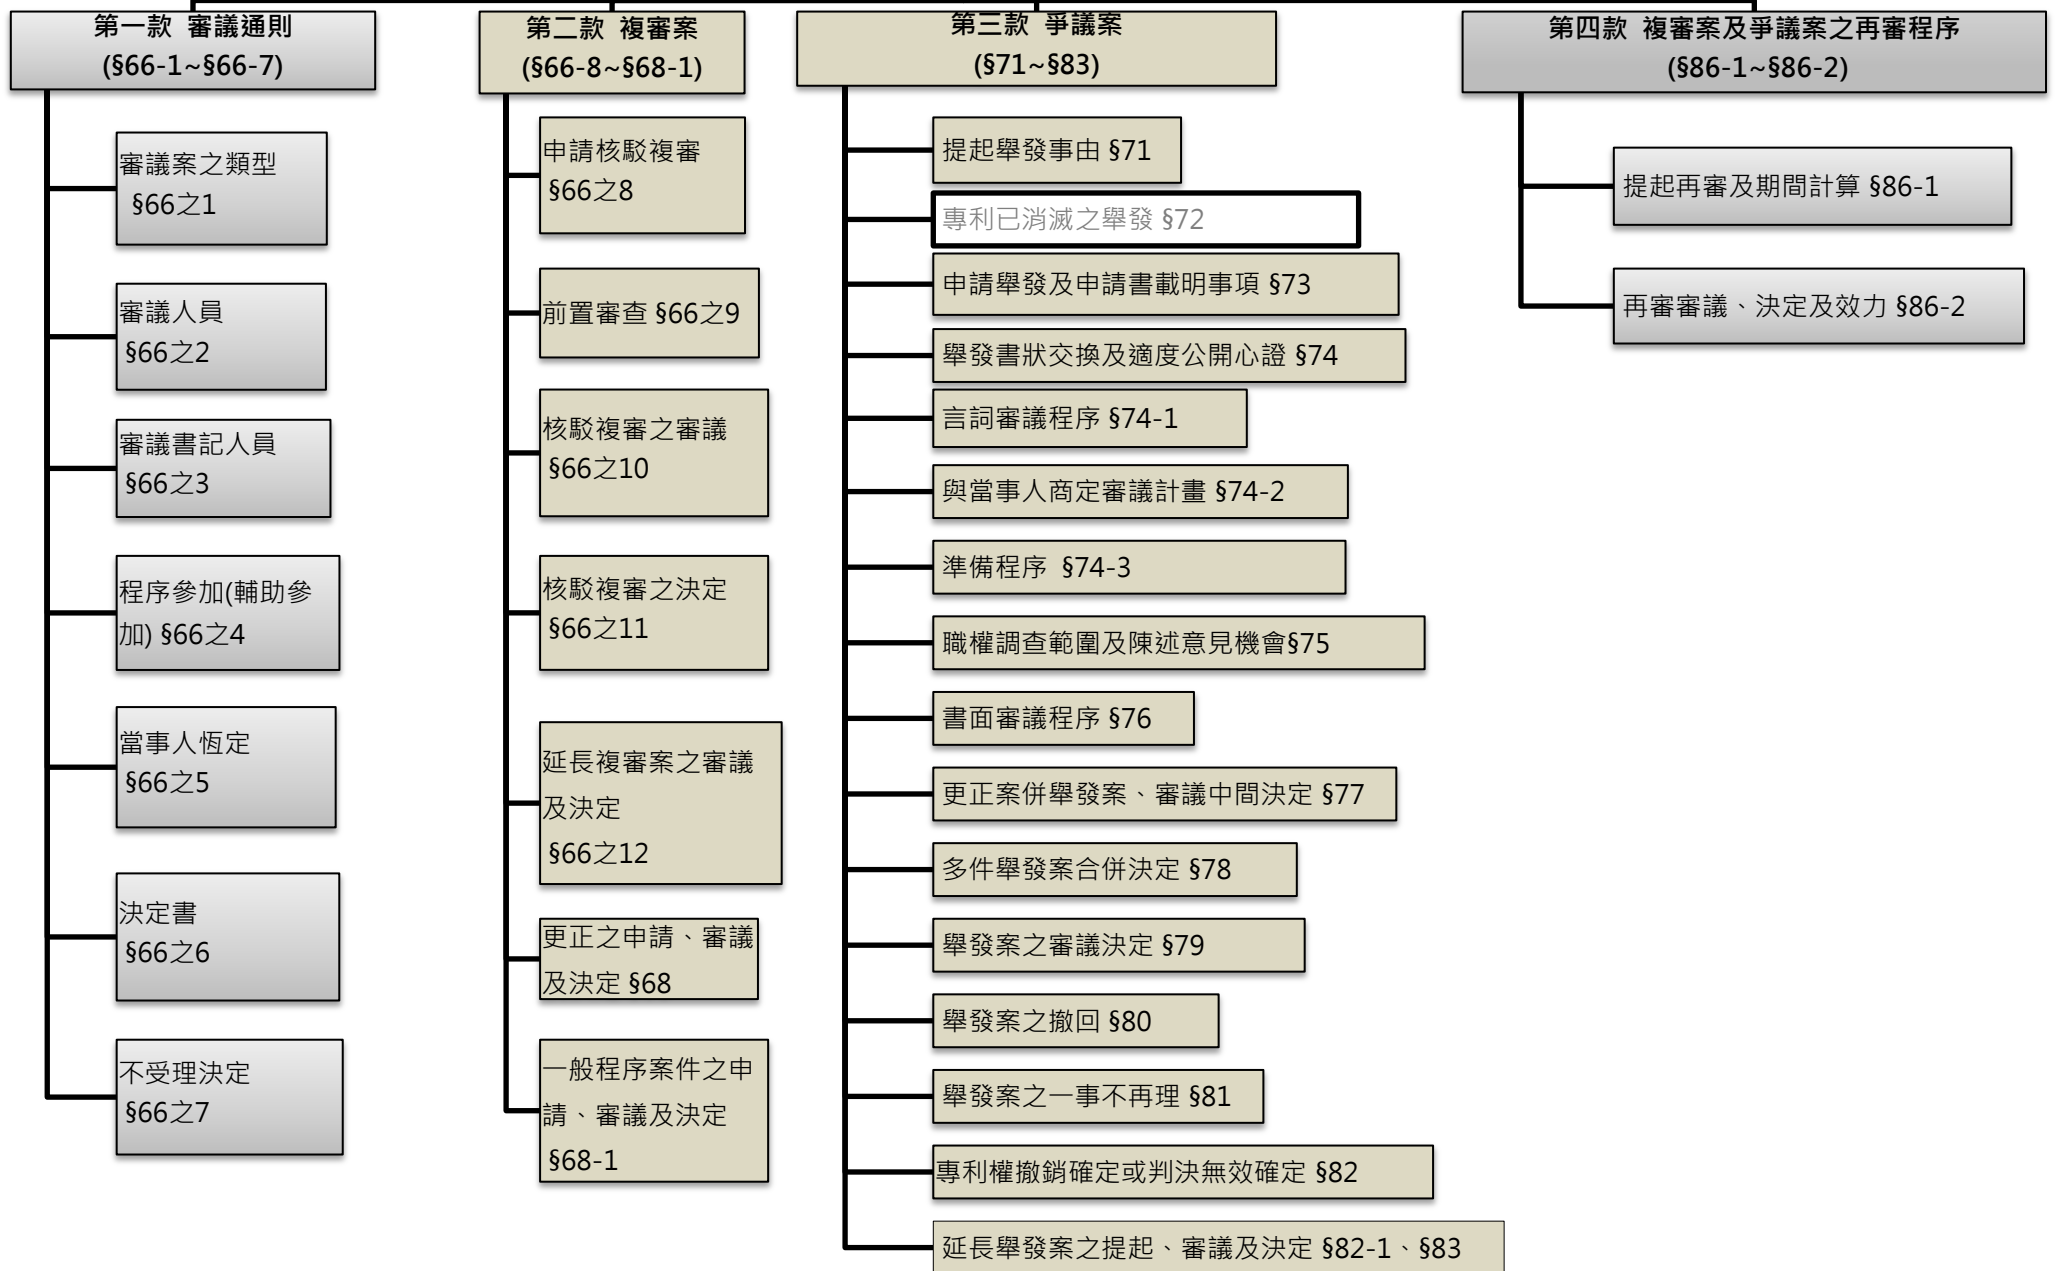 第一款 審議通則
(§66-1~§66-7)
審議案之類型
§66之1
審議人員
§66之2
審議書記人員
§66之3
程序參加(輔助參
加) §66之4
當事人恆定
§66之5
決定書
§66之6
不受理決定
§66之7
第二款 複審案
(§66-8~§68-1)
申請核駁複審
§66之8
前置審查 §66之9
核駁複審之審議
§66之10
核駁複審之決定
§66之11
延長複審案之審議
及決定
§66之12
更正之申請、審議
及決定 §68
一般程序案件之申
請、審議及決定
§68-1
第三款 爭議案
(§71~§83)
提起舉發事由 §71
專利已消滅之舉發 §72
申請舉發及申請書載明事項 §73
舉發書狀交換及適度公開心證 §74
言詞審議程序 §74-1
與當事人商定審議計畫 §74-2
準備程序 §74-3
職權調查範圍及陳述意見機會§75
書面審議程序 §76
更正案併舉發案、審議中間決定 §77
多件舉發案合併決定 §78
舉發案之審議決定 §79
舉發案之撤回 §80
舉發案之一事不再理 §81
專利權撤銷確定或判決無效確定 §82
延長舉發案之提起、審議及決定 §82-1、§83
第四款 複審案及爭議案之再審程序
(§86-1~§86-2)
提起再審及期間計算 §86-1
再審審議、決定及效力 §86-2